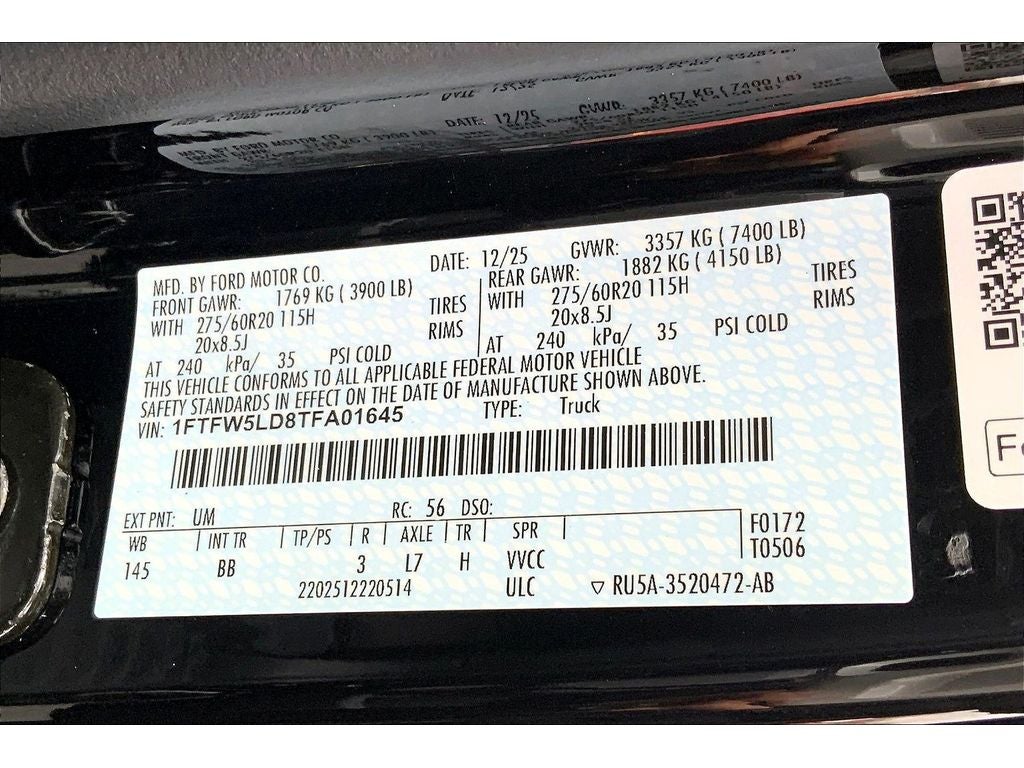 MFD. BY FORD MOTOR CO. DATE: 12/25 GVWR: 3357 KG ( 7400 LB)
FRONT GAWR: 1769 KG ( 3900 LB) REAR GAWR: 1882 KG ( 4150 LB)
WITH 275/60R20 115H TIRES WITH 275/60R20 115H TIRES
20x8.5J RIMS 20x8.5J RIMS
AT 240 kPa/ 35 PSI COLD AT 240 kPa/ 35 PSI COLD
THIS VEHICLE CONFORMS TO ALL APPLICABLE FEDERAL MOTOR VEHICLE
SAFETY STANDARDS IN EFFECT ON THE DATE OF MANUFACTURE SHOWN ABOVE.
VIN: 1FTFW5LD8TFA01645 TYPE: Truck
EXT PNT: UM RC: 56 DSO:
WB INT TR TP/PS R AXLE TR SPR F0172
145 BB 3 L7 H VVCC T0506
2202512220514 ULC ▽ RU5A-3520472-AB